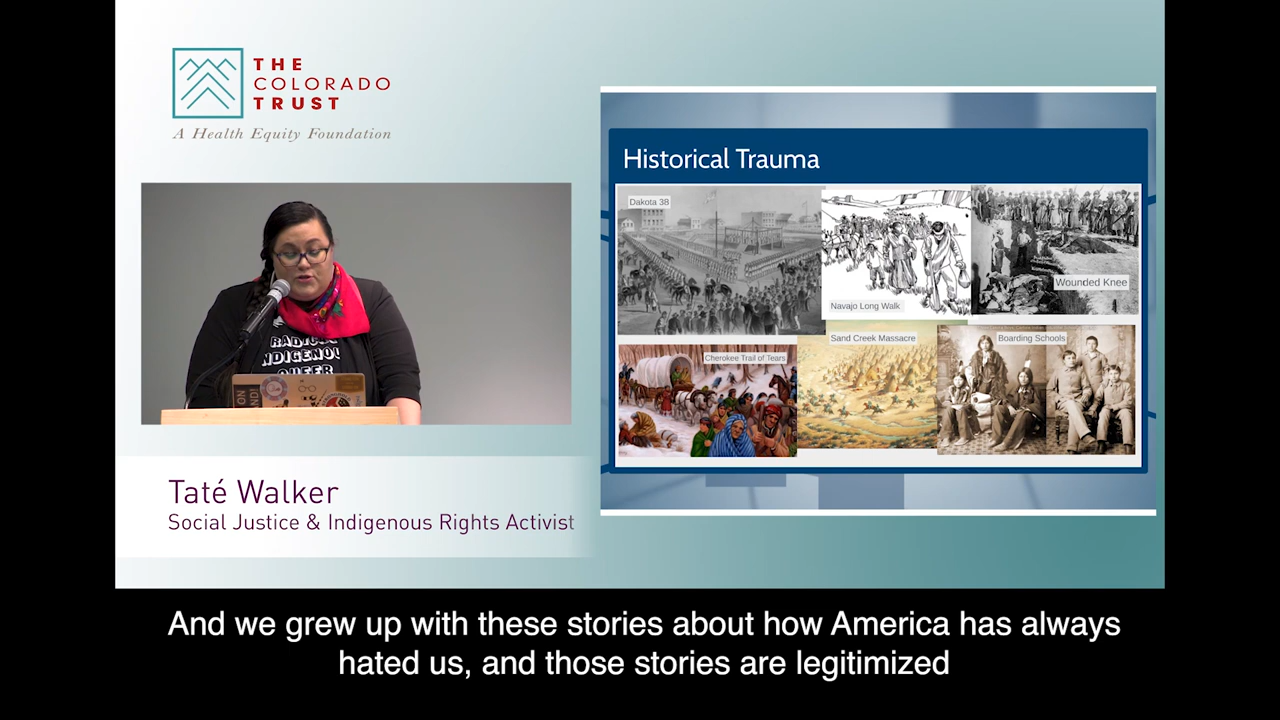 THE
COLORADO
TRUST
A Health Equity Foundation
Historical Trauma
Dakota 38
Navajo Long Walk
Wounded Knee
Cherokee Trail of Tears
Sand Creek Massacre
Boarding Schools
INDIGENOUS
QUEER
Taté Walker
Social Justice & Indigenous Rights Activist
And we grew up with these stories about how America has always
hated us, and those stories are legitimized